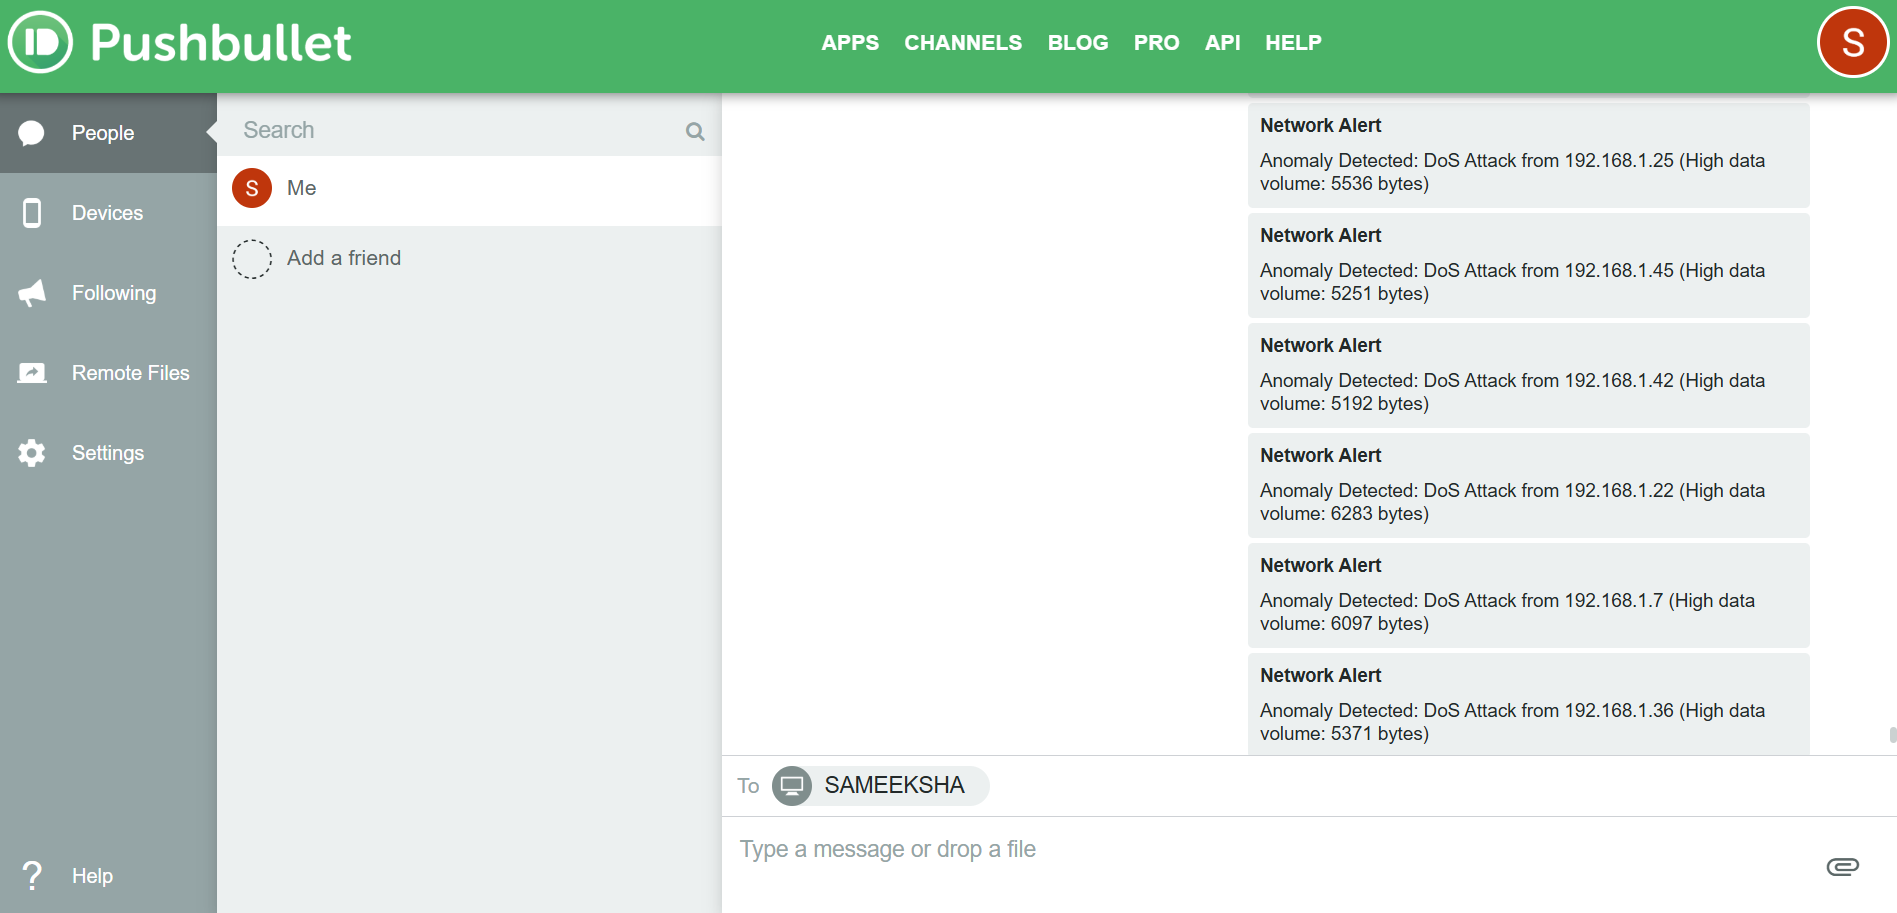 Pushbullet
APPS CHANNELS BLOG PRO API HELP
S
People
Devices
Following
Remote Files
Settings
Help
Search
S Me
Add a friend
Network Alert
Anomaly Detected: DoS Attack from 192.168.1.25 (High data
volume: 5536 bytes)
Network Alert
Anomaly Detected: DoS Attack from 192.168.1.45 (High data
volume: 5251 bytes)
Network Alert
Anomaly Detected: DoS Attack from 192.168.1.42 (High data
volume: 5192 bytes)
Network Alert
Anomaly Detected: DoS Attack from 192.168.1.22 (High data
volume: 6283 bytes)
Network Alert
Anomaly Detected: DoS Attack from 192.168.1.7 (High data
volume: 6097 bytes)
Network Alert
Anomaly Detected: DoS Attack from 192.168.1.36 (High data
volume: 5371 bytes)
To SAMEEKSHA
Type a message or drop a file